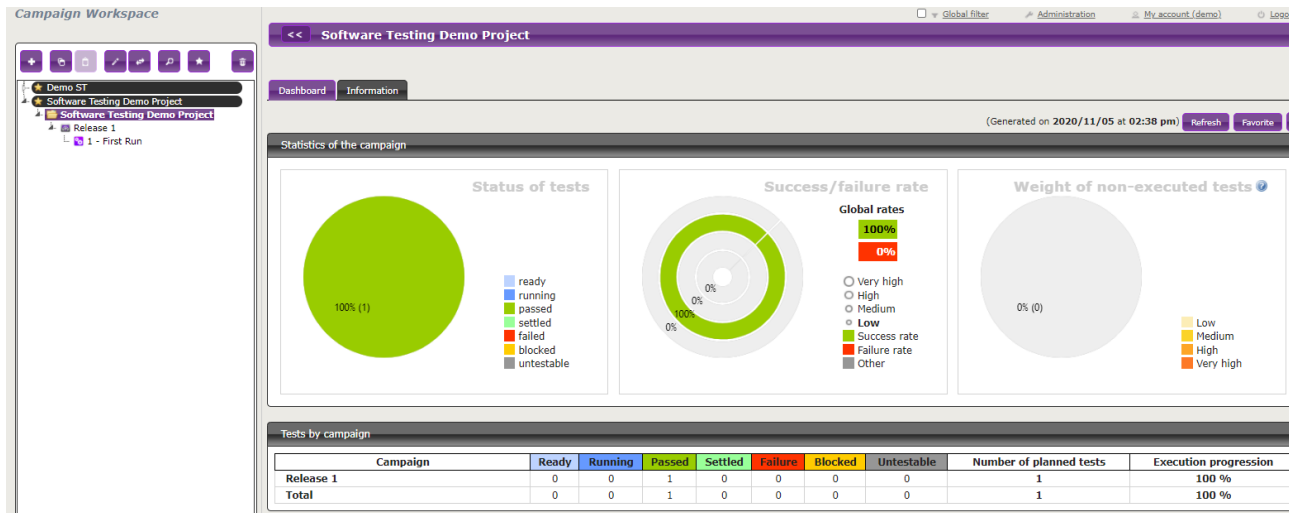 Campaign Workspace
Global filter Administration My account (demo) Logo
<< Software Testing Demo Project
Demo ST
Software Testing Demo Project
Software Testing Demo Project
Release 1
1 - First Run
Dashboard Information
(Generated on 2020/11/05 at 02:38 pm) Refresh Favorite
Statistics of the campaign
Status of tests
100% (1)
ready
running
passed
settled
failed
blocked
untestable
Success/failure rate
Global rates
100%
0%
0%
0%
100%
0%
Very high
High
Medium
Low
Success rate
Failure rate
Other
Weight of non-executed tests
0% (0)
Low
Medium
High
Very high
Tests by campaign
Campaign Ready Running Passed Settled Failure Blocked Untestable Number of planned tests Execution progression
Release 1 0 0 1 0 0 0 0 1 100 %
Total 0 0 1 0 0 0 0 1 100 %